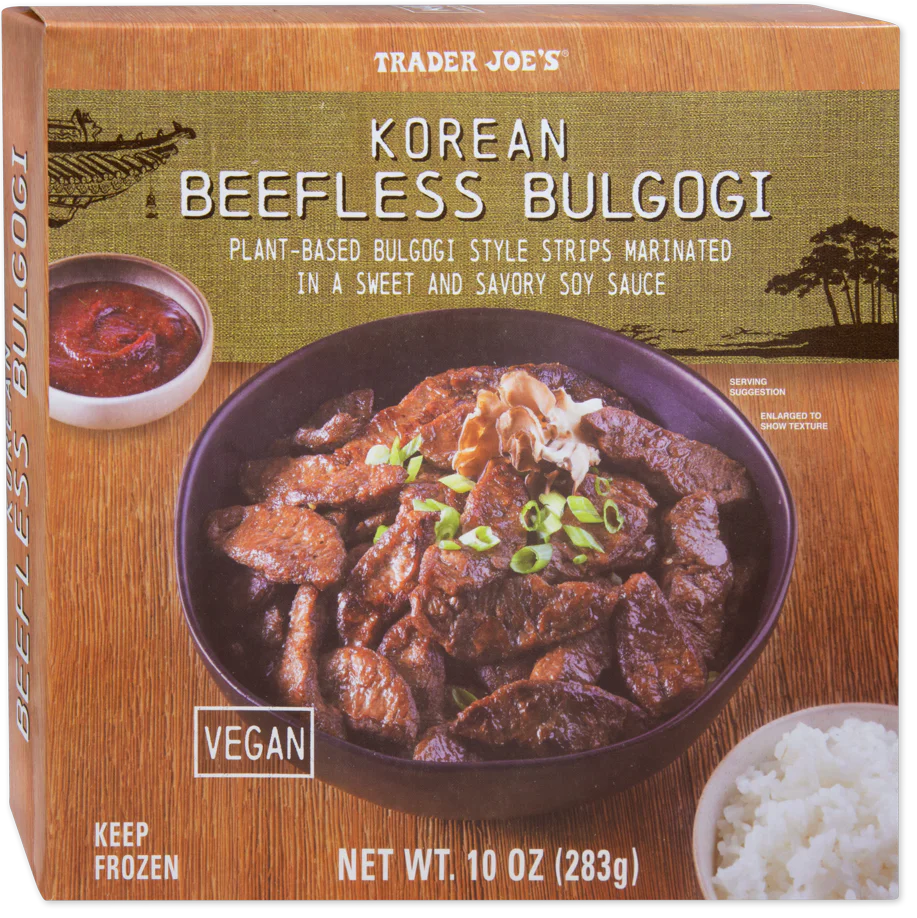 TRADER JOE'S®
KOREAN
BEEFLESS BULGOGI
PLANT-BASED BULGOGI STYLE STRIPS MARINATED
IN A SWEET AND SAVORY SOY SAUCE
SERVING
SUGGESTION
ENLARGED TO
SHOW TEXTURE
VEGAN
KEEP
FROZEN
NET WT. 10 OZ (283g)
KOREAN
BEEFLESS BULGOGI